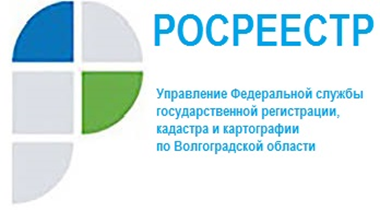 РОСРЕЕСТР
Управление Федеральной службы
государственной регистрации,
кадастра и картографии
по Волгоградской области